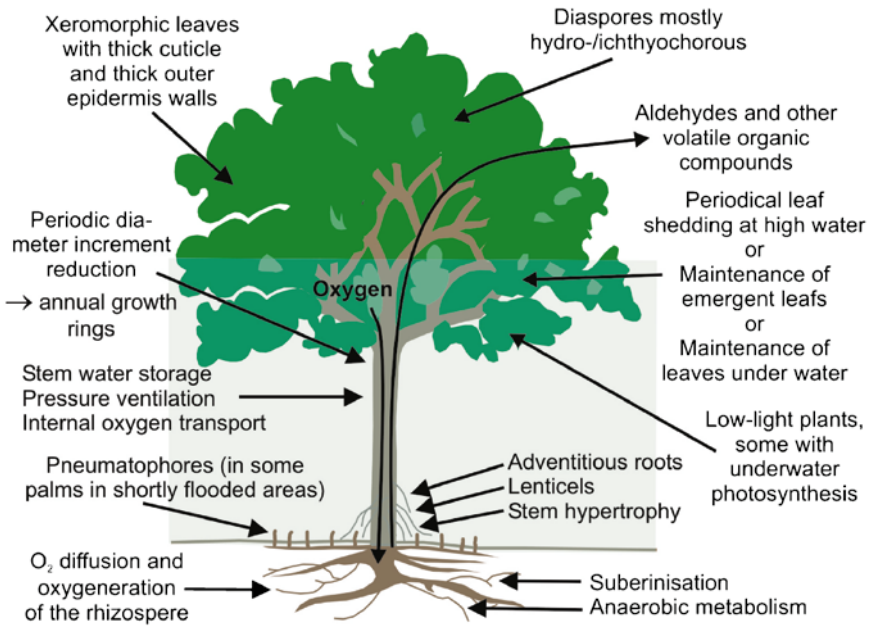 Xeromorphic leaves
with thick cuticle
and thick outer
epidermis walls
Diaspores mostly
hydro-/ichthyochorous
Aldehydes and other
volatile organic
compounds
Periodical leaf
shedding at high water
or
Maintenance of
emergent leafs
or
Maintenance of
leaves under water
Periodic dia-
meter increment
reduction
→ annual growth
rings
Oxygen
Stem water storage
Pressure ventilation
Internal oxygen transport
Low-light plants,
some with
underwater
photosynthesis
Pneumatophores (in some
palms in shortly flooded areas)
Adventitious roots
Lenticels
Stem hypertrophy
O₂ diffusion and
oxygeneration
of the rhizospere
Suberinisation
Anaerobic metabolism